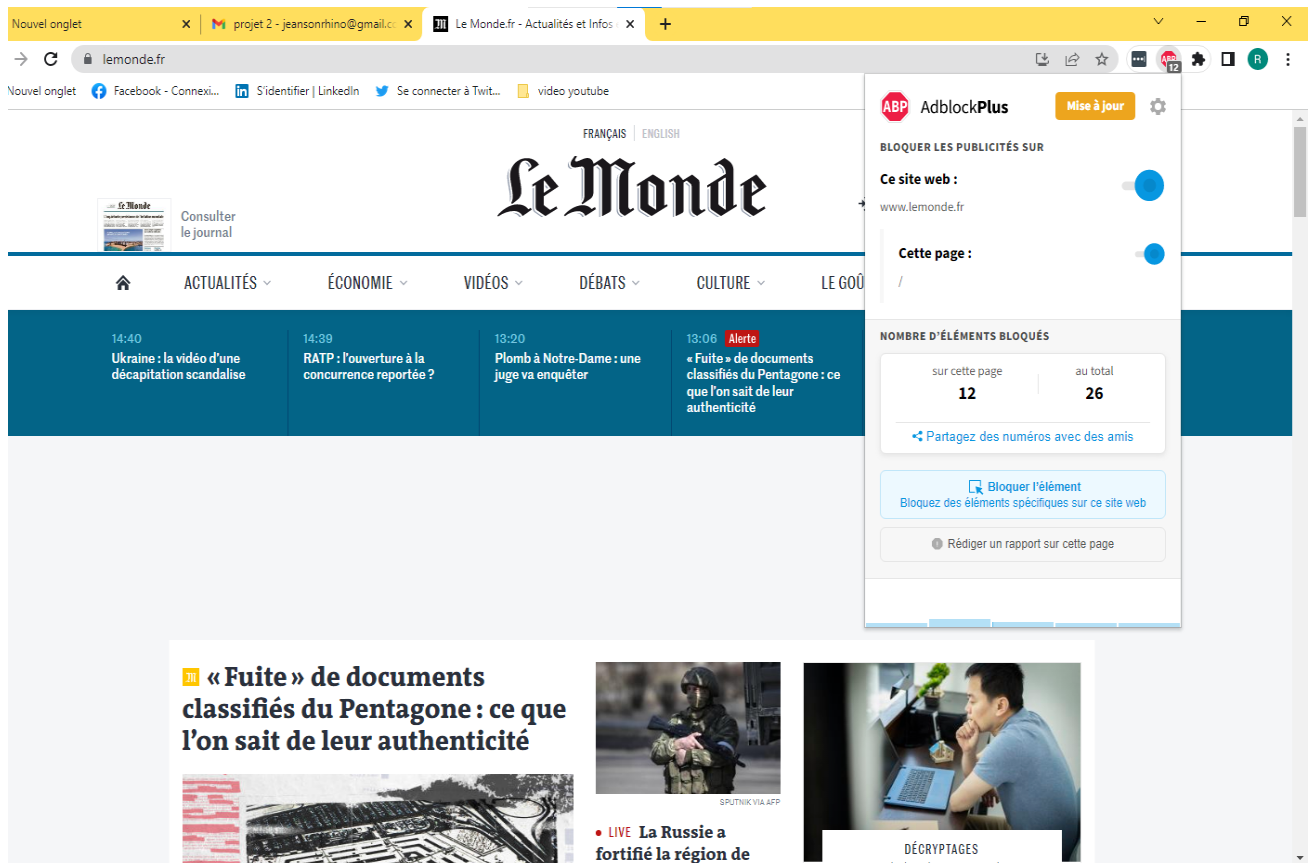 Nouvel onglet
projet 2 - jeansonrhino@gmail.c
Le Monde.fr - Actualités et Infos
lemonde.fr
ABP
12
R
Nouvel onglet
Facebook - Connexi...
S'identifier | LinkedIn
Se connecter à Twit...
video youtube
FRANÇAIS
ENGLISH
Le Monde
Le Monde
Consulter
le journal
ACTUALITÉS
ÉCONOMIE
VIDÉOS
DÉBATS
CULTURE
LE GOÛ
14:40
Ukraine : la vidéo d'une
décapitation scandalise
14:39
RATP : l'ouverture à la
concurrence reportée ?
13:20
Plomb à Notre-Dame : une
juge va enquêter
13:06 Alerte
« Fuite » de documents
classifiés du Pentagone : ce
que l'on sait de leur
authenticité
ABP AdblockPlus
Mise à jour
BLOQUER LES PUBLICITÉS SUR
Ce site web :
www.lemonde.fr
Cette page :
/
NOMBRE D'ÉLÉMENTS BLOQUÉS
sur cette page
12
au total
26
Partagez des numéros avec des amis
Bloquer l'élément
Bloquez des éléments spécifiques sur ce site web
Rédiger un rapport sur cette page
« Fuite » de documents
classifiés du Pentagone : ce que
l'on sait de leur authenticité
SPUTNIK VIA AFP
LIVE La Russie a
fortifié la région de
DÉCRYPTAGES